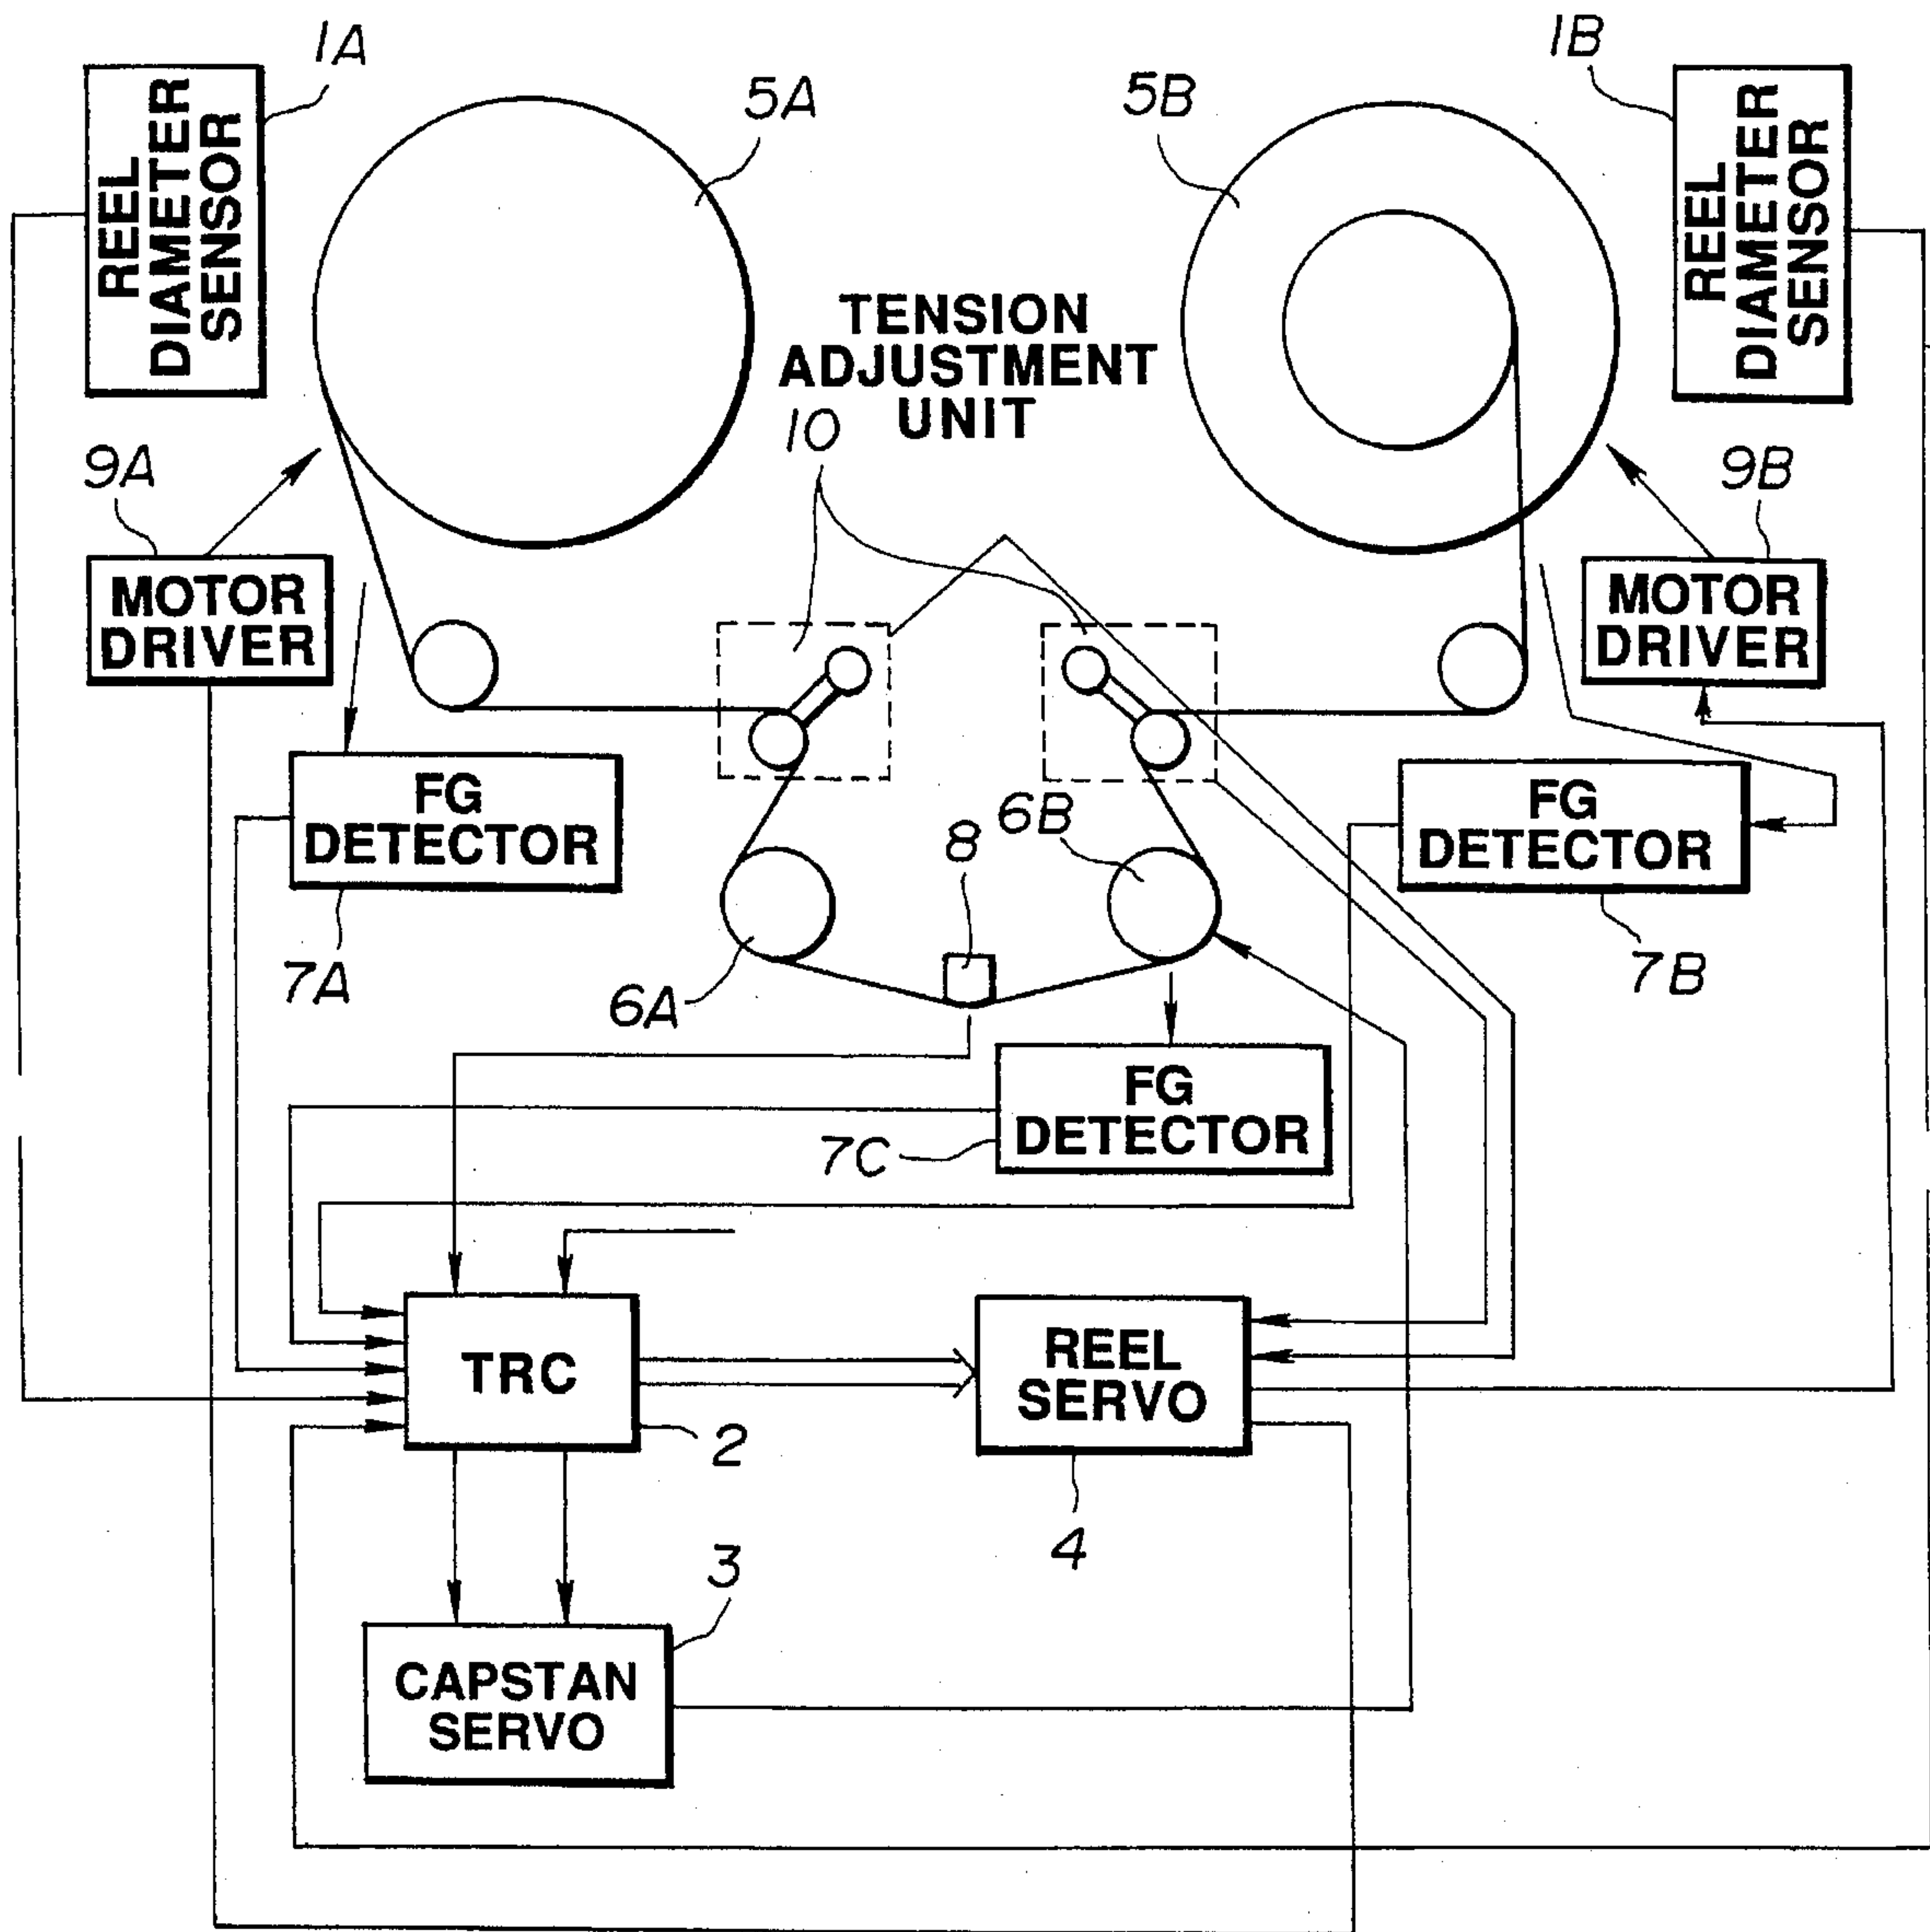 1A
1B
5A
5B
REEL
DIAMETER
SENSOR
REEL
DIAMETER
SENSOR
TENSION
ADJUSTMENT
UNIT
10
9A
9B
MOTOR
DRIVER
MOTOR
DRIVER
FG
DETECTOR
8
6B
FG
DETECTOR
7A
6A
7B
FG
DETECTOR
7C
TRC
REEL
SERVO
2
4
3
CAPSTAN
SERVO